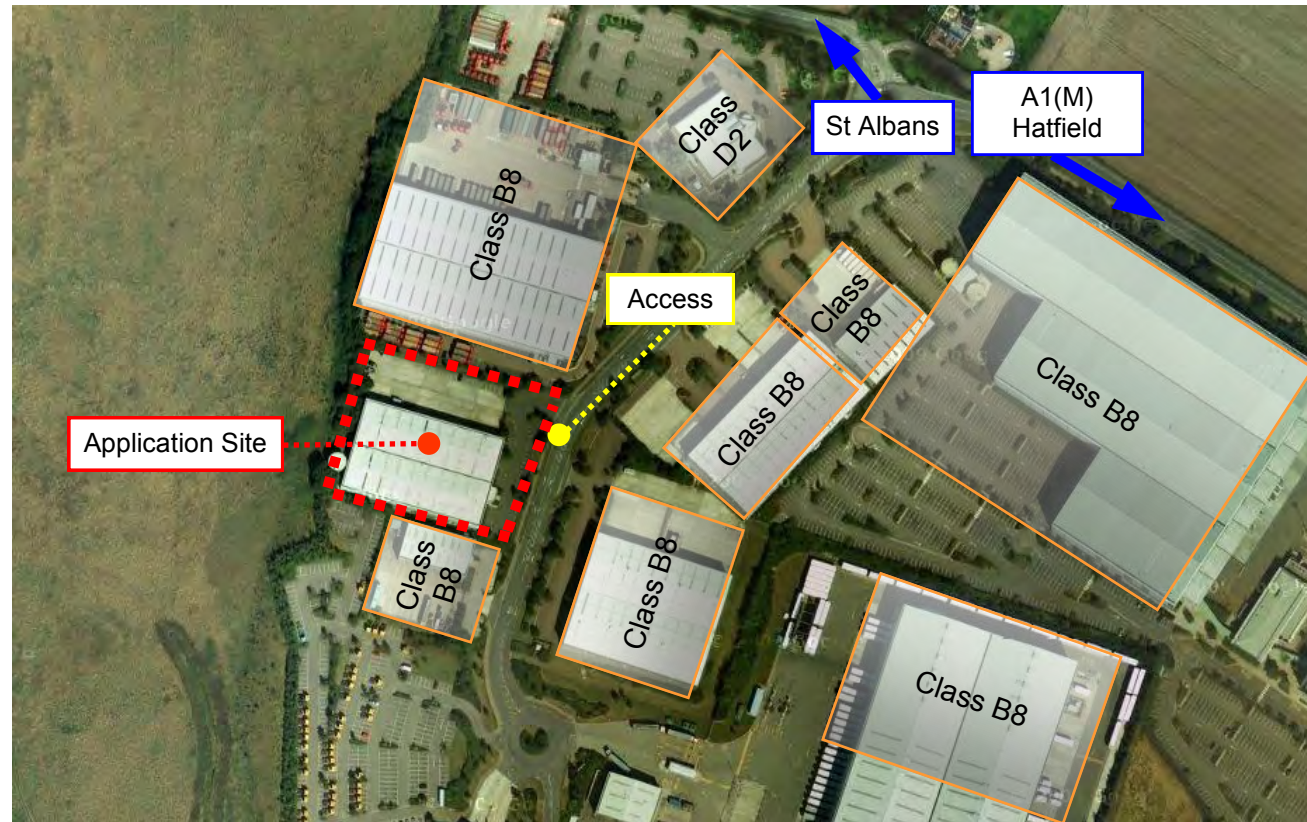 St Albans
A1(M)
Hatfield
Class
D2
Class B8
Access
Class
B8
Class B8
Class B8
Application Site
Class
B8
Class B8
Class B8